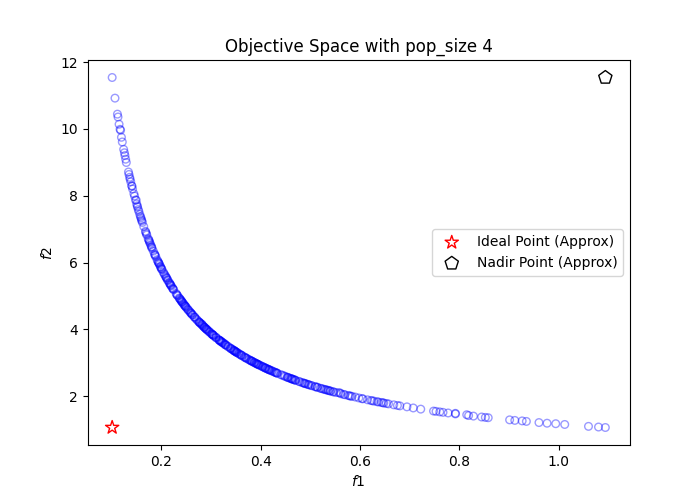 Objective Space with pop_size 4
12
10
8
6
4
2
f2
Ideal Point (Approx)
Nadir Point (Approx)
0.2 0.4 0.6 0.8 1.0
f1